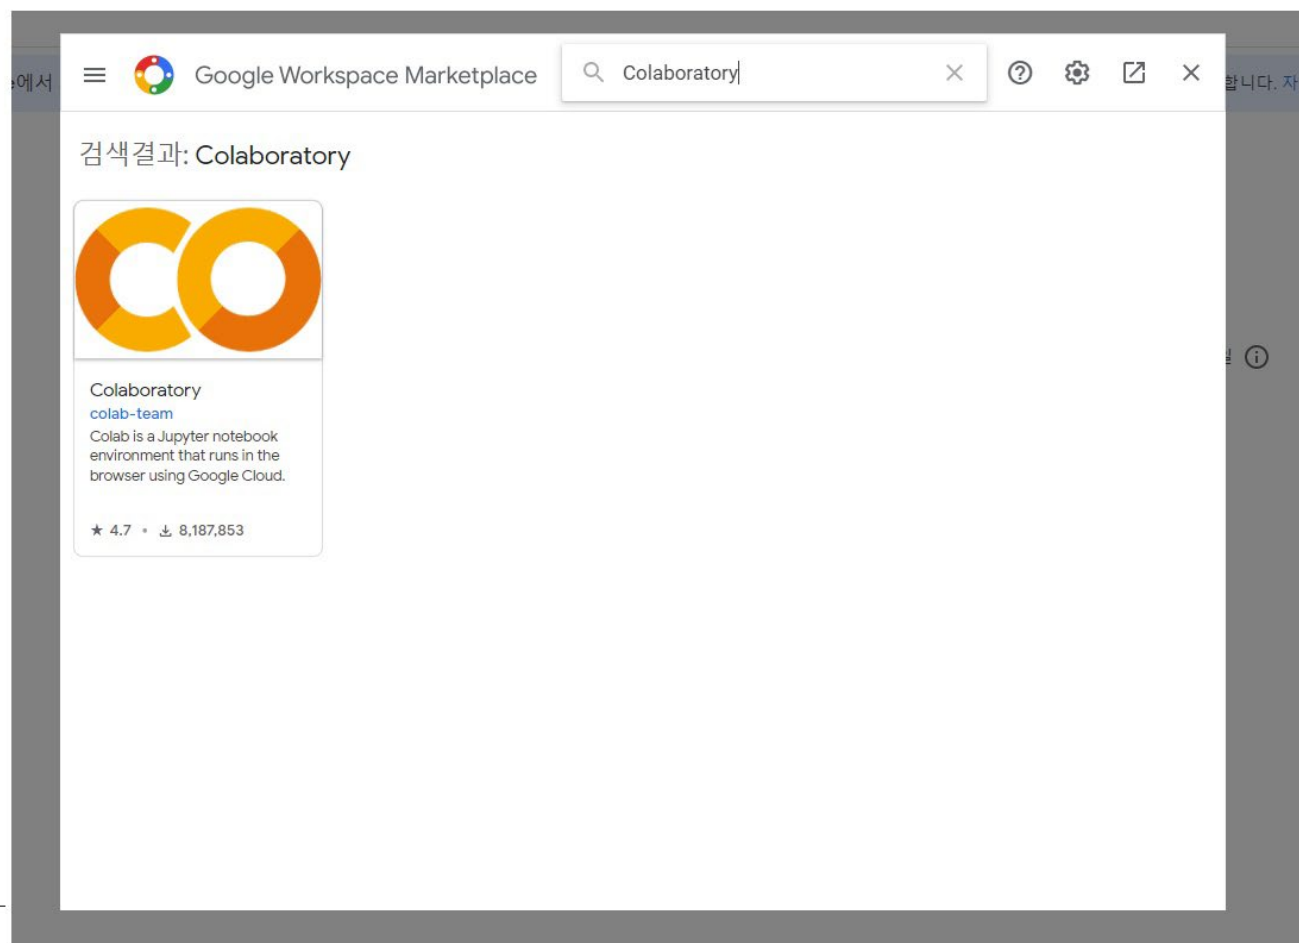 에서
Google Workspace Marketplace
Colaboratory
합니다. 자
검색결과: Colaboratory
Colaboratory
colab-team
Colab is a Jupyter notebook
environment that runs in the
browser using Google Cloud.
★ 4.7 • 8,187,853